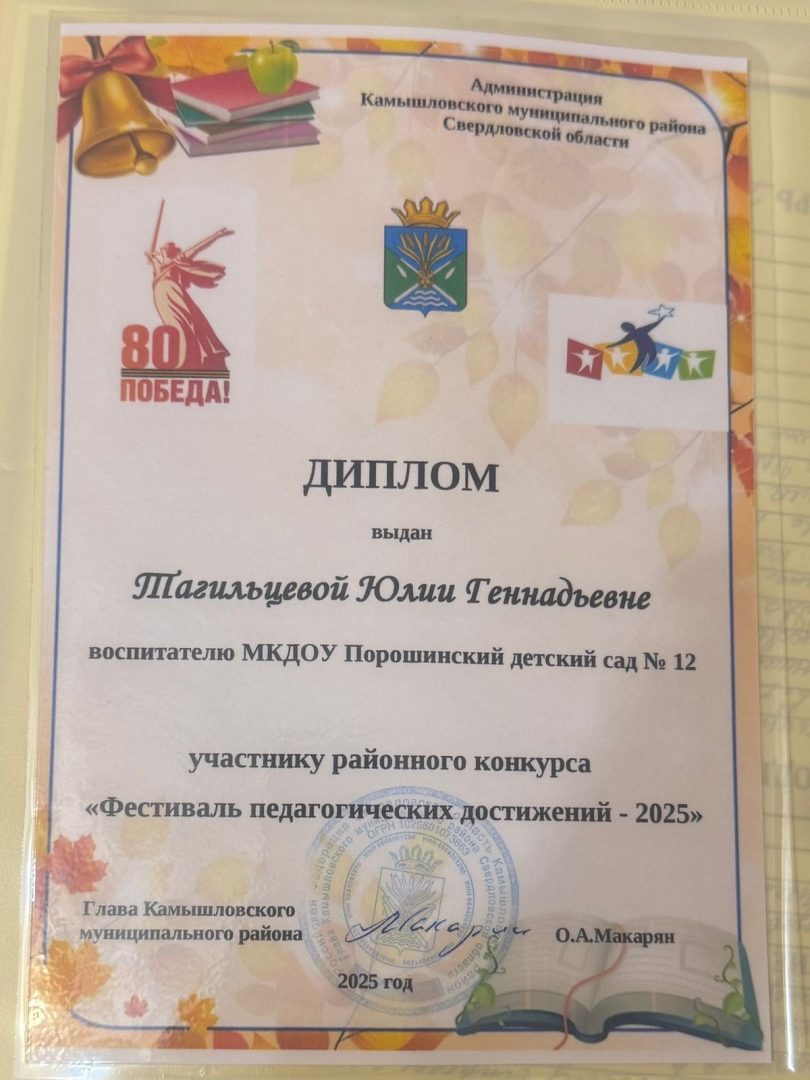 Администрация
Камышловского муниципального района
Свердловской области
80
ПОБЕДА!
ДИПЛОМ
выдан
Тагильцевой Юлии Геннадьевне
воспитателю МКДОУ Порошинский детский сад № 12
участнику районного конкурса
«Фестиваль педагогических достижений - 2025»
Глава Камышловского
муниципального района
О.А.Макарян
2025 год